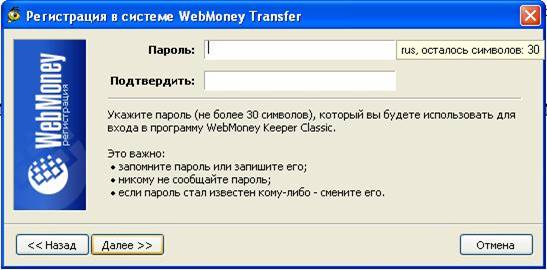 Регистрация в системе WebMoney Transfer
Пароль:
rus, осталось символов: 30
Подтвердить:
WebMoney
регистрация
Укажите пароль (не более 30 символов), который вы будете использовать для
входа в программу WebMoney Keeper Classic.
Это важно:
• запомните пароль или запишите его;
• никому не сообщайте пароль;
• если пароль стал известен кому-либо - смените его.
<< Назад
Далее >>
Отмена